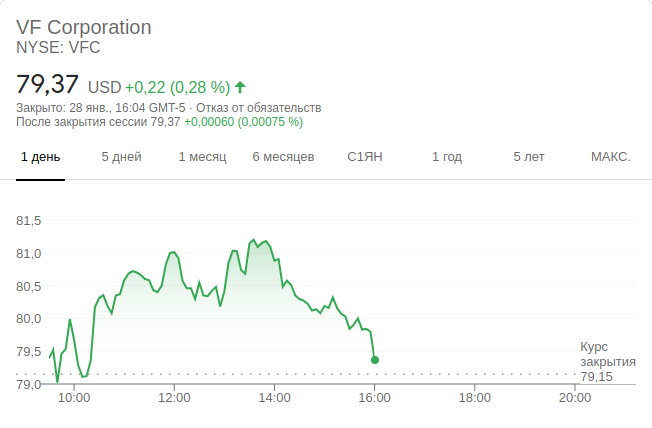 VF Corporation
NYSE: VFC
79,37 USD +0,22 (0,28 %)
Закрыто: 28 янв., 16:04 GMT-5 · Отказ от обязательств
После закрытия сессии 79,37 +0,00060 (0,00075 %)
1 день 5 дней 1 месяц 6 месяцев С1ЯН 1 год 5 лет МАКС.
81,5
81,0
80,5
80,0
79,5
79,0
Курс
закрытия
79,15
10:00 12:00 14:00 16:00 18:00 20:00